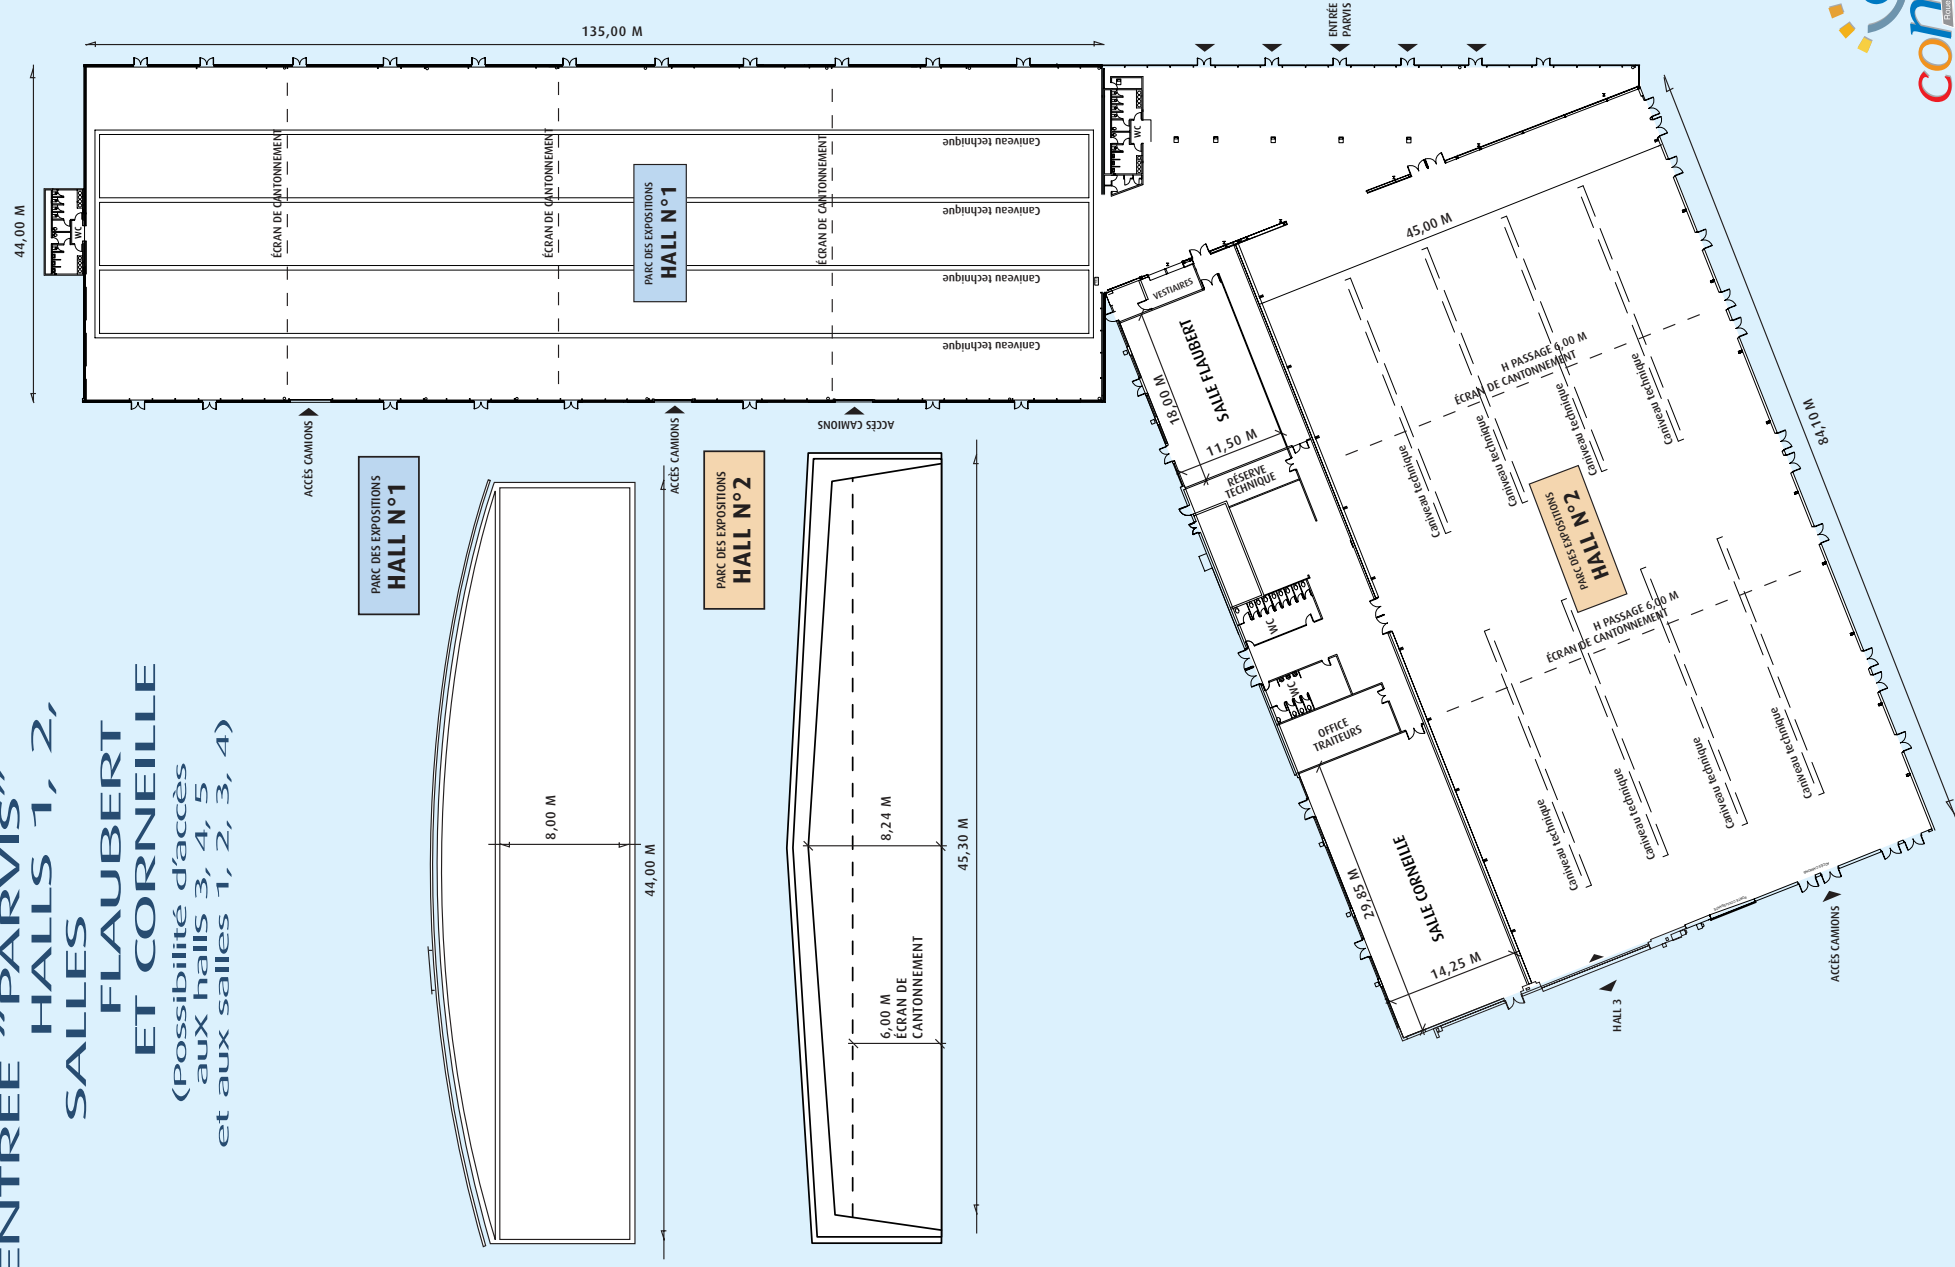 ENTRÉE "PARVIS"
HALLS 1, 2,
SALLES
FLAUBERT
ET CORNEILLE
(Possibilité d'accès
aux halls 3, 4, 5
et aux salles 1, 2, 3, 4)
135,00 M
44,00 M
WC
ÉCRAN DE CANTONNEMENT
ÉCRAN DE CANTONNEMENT
ÉCRAN DE CANTONNEMENT
Caniveau technique
Caniveau technique
Caniveau technique
Caniveau technique
PARC DES EXPOSITIONS
HALL N°1
WC
ENTRÉE
PARVIS
ACCÈS CAMIONS
ACCÈS CAMIONS
ACCÈS CAMIONS
PARC DES EXPOSITIONS
HALL N°1
8,00 M
44,00 M
PARC DES EXPOSITIONS
HALL N°2
8,24 M
6,00 M
ÉCRAN DE
CANTONNEMENT
45,30 M
VESTIAIRES
SALLE FLAUBERT
18,00 M
11,50 M
RÉSERVE
TECHNIQUE
WC
WC
OFFICE
TRAITEURS
SALLE CORNEILLE
29,85 M
14,25 M
45,00 M
84,10 M
H PASSAGE 6,00 M
ÉCRAN DE CANTONNEMENT
Caniveau technique
Caniveau technique
Caniveau technique
Caniveau technique
PARC DES EXPOSITIONS
HALL N°2
H PASSAGE 6,00 M
ÉCRAN DE CANTONNEMENT
Caniveau technique
Caniveau technique
Caniveau technique
Caniveau technique
HALL 3
ACCÈS CAMIONS
con